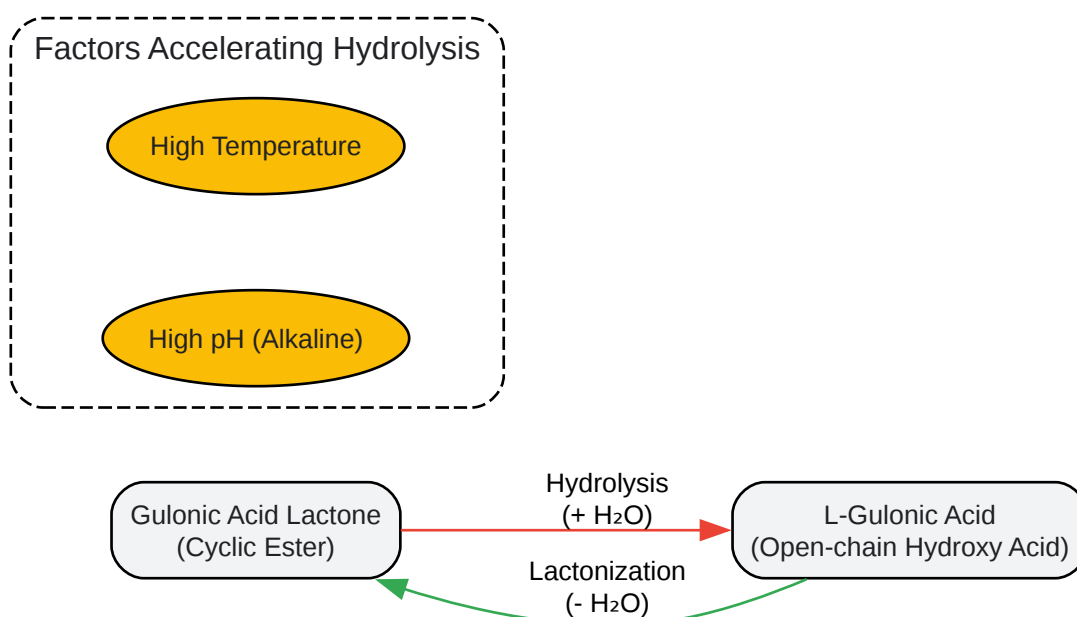 Factors Accelerating Hydrolysis
High Temperature
High pH (Alkaline)
Hydrolysis
(+ H₂O)
Gulonic Acid Lactone
(Cyclic Ester)
L-Gulonic Acid
(Open-chain Hydroxy Acid)
Lactonization
(- H₂O)